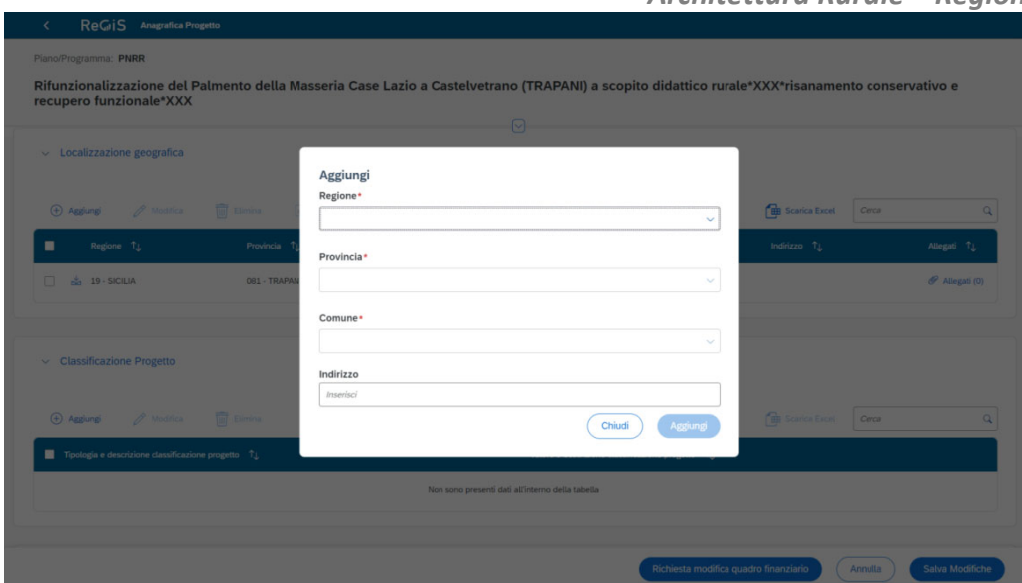 Architettura Rurale – Region
ReGiS Anagrafica Progetto
Piano/Programma: PNRR
Rifunzionalizzazione del Palmento della Masseria Case Lazio a Castelvetrano (TRAPANI) a scopito didattico rurale*XXX*risanamento conservativo e
recupero funzionale*XXX
Localizzazione geografica
Aggiungi
Regione*
Aggiungi Modifica Elimina Scarica Excel Cerca
Regione Provincia Indirizzo Allegati
Provincia*
19 - SICILIA 081 - TRAPAN Allegati (0)
Comune*
Classificazione Progetto
Indirizzo
Inserisci
Aggiungi Modifica Elimina Scarica Excel Cerca
Chiudi Aggiungi
Tipologia e descrizione classificazione progetto
Non sono presenti dati all'interno della tabella
Richiesta modifica quadro finanziario Annulla Salva Modifiche